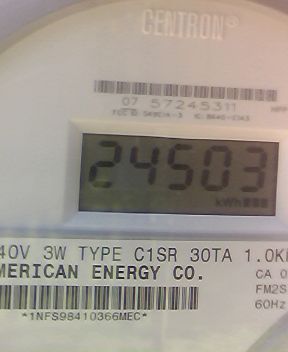 CENTRON®
07 57245311
24503
kWh
40V 3W TYPE C1SR 30TA 1.0K
MERICAN ENERGY CO.
CA 0
FM2S
60Hz
*1NFS98410366MEC*